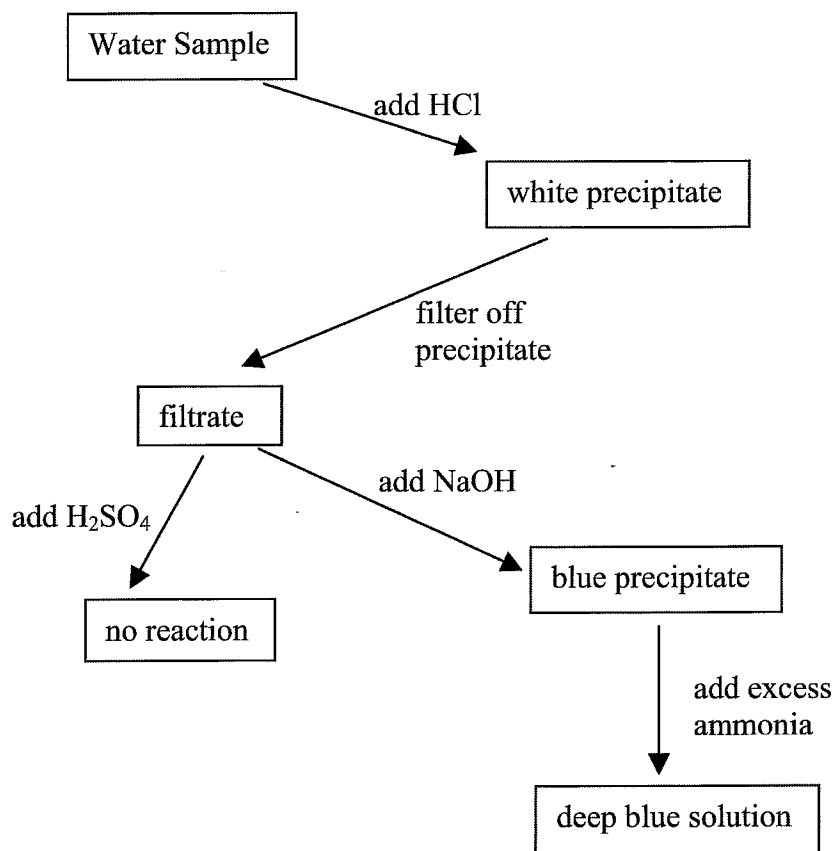 Water Sample
add HCl
white precipitate
filter off
precipitate
filtrate
add H₂SO₄
add NaOH
no reaction
blue precipitate
add excess
ammonia
deep blue solution